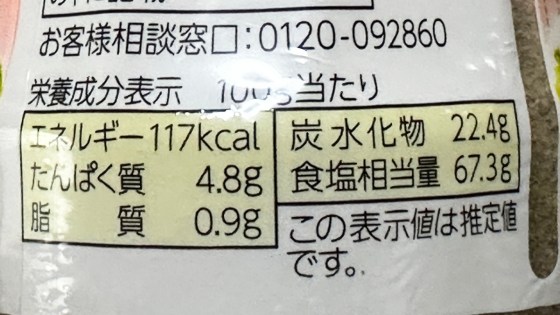 お客様相談窓口:0120-092860
栄養成分表示 100g当たり
エネルギー117kcal
たんぱく質 4.8g
脂質 0.9g
炭水化物 22.4g
食塩相当量 67.3g
この表示値は推定値
です。